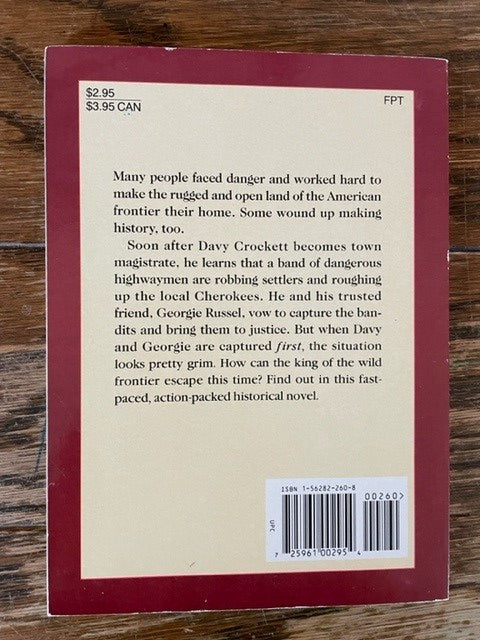 $2.95
$3.95 CAN
FPT
Many people faced danger and worked hard to
make the rugged and open land of the American
frontier their home. Some wound up making
history, too.
Soon after Davy Crockett becomes town
magistrate, he learns that a band of dangerous
highwaymen are robbing settlers and roughing
up the local Cherokees. He and his trusted
friend, Georgie Russel, vow to capture the ban-
dits and bring them to justice. But when Davy
and Georgie are captured first, the situation
looks pretty grim. How can the king of the wild
frontier escape this time? Find out in this fast-
paced, action-packed historical novel.
ISBN 1-56282-260-8
00260>
UPC
7 25961 00295 4